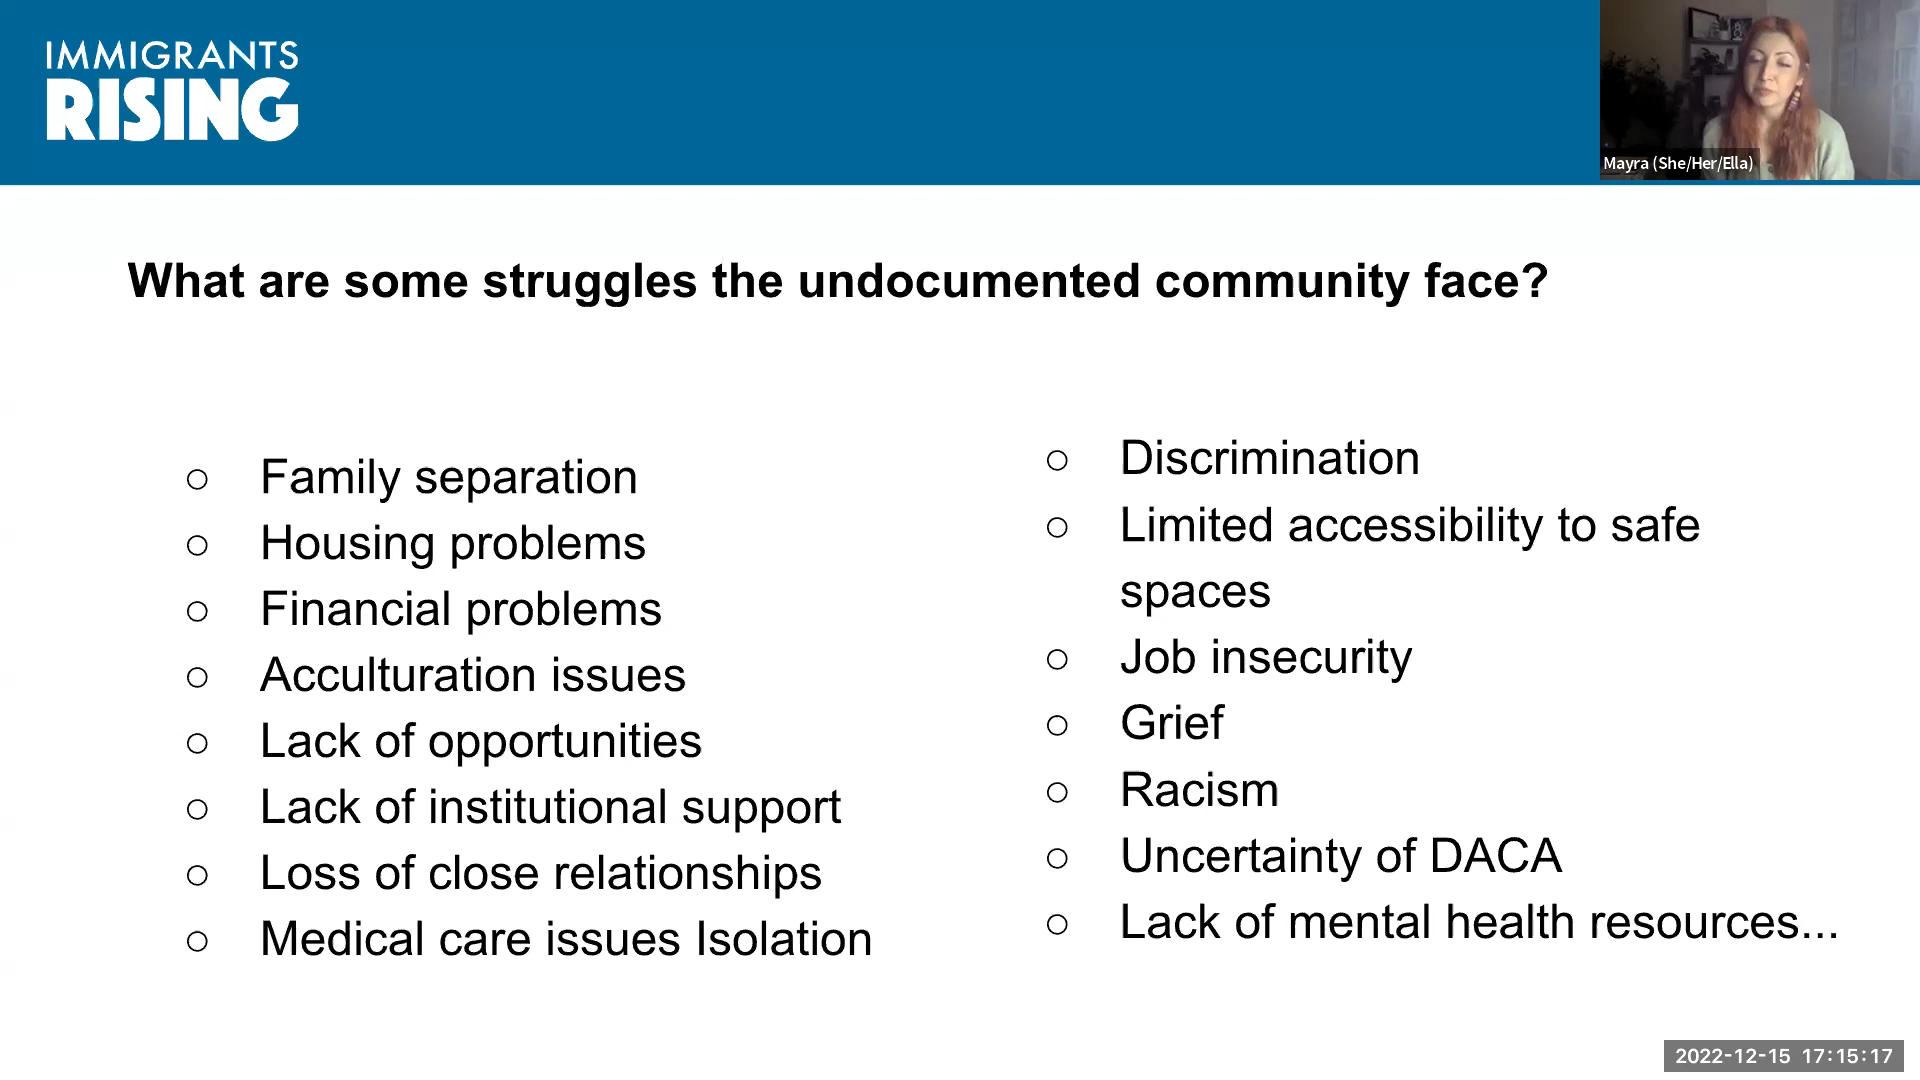 IMMIGRANTS
RISING
Mayra (She/Her/Ella)
What are some struggles the undocumented community face?
○ Family separation
○ Housing problems
○ Financial problems
○ Acculturation issues
○ Lack of opportunities
○ Lack of institutional support
○ Loss of close relationships
○ Medical care issues Isolation
○ Discrimination
○ Limited accessibility to safe
spaces
○ Job insecurity
○ Grief
○ Racism
○ Uncertainty of DACA
○ Lack of mental health resources...
2022-12-15 17:15:17